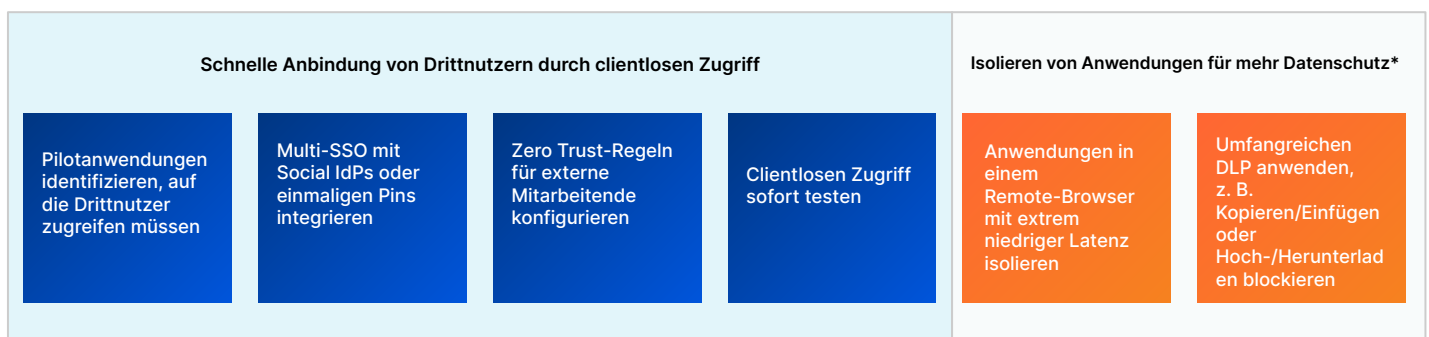 Schnelle Anbindung von Drittnutzern durch clientlosen Zugriff
Pilotanwendungen
identifizieren, auf
die Drittnutzer
zugreifen müssen
Multi-SSO mit
Social IdPs oder
einmaligen Pins
integrieren
Zero Trust-Regeln
für externe
Mitarbeitende
konfigurieren
Clientlosen Zugriff
sofort testen
Isolieren von Anwendungen für mehr Datenschutz*
Anwendungen in
einem
Remote-Browser
mit extrem
niedriger Latenz
isolieren
Umfangreichen
DLP anwenden,
z. B.
Kopieren/Einfügen
oder
Hoch-/Herunterlad
en blockieren